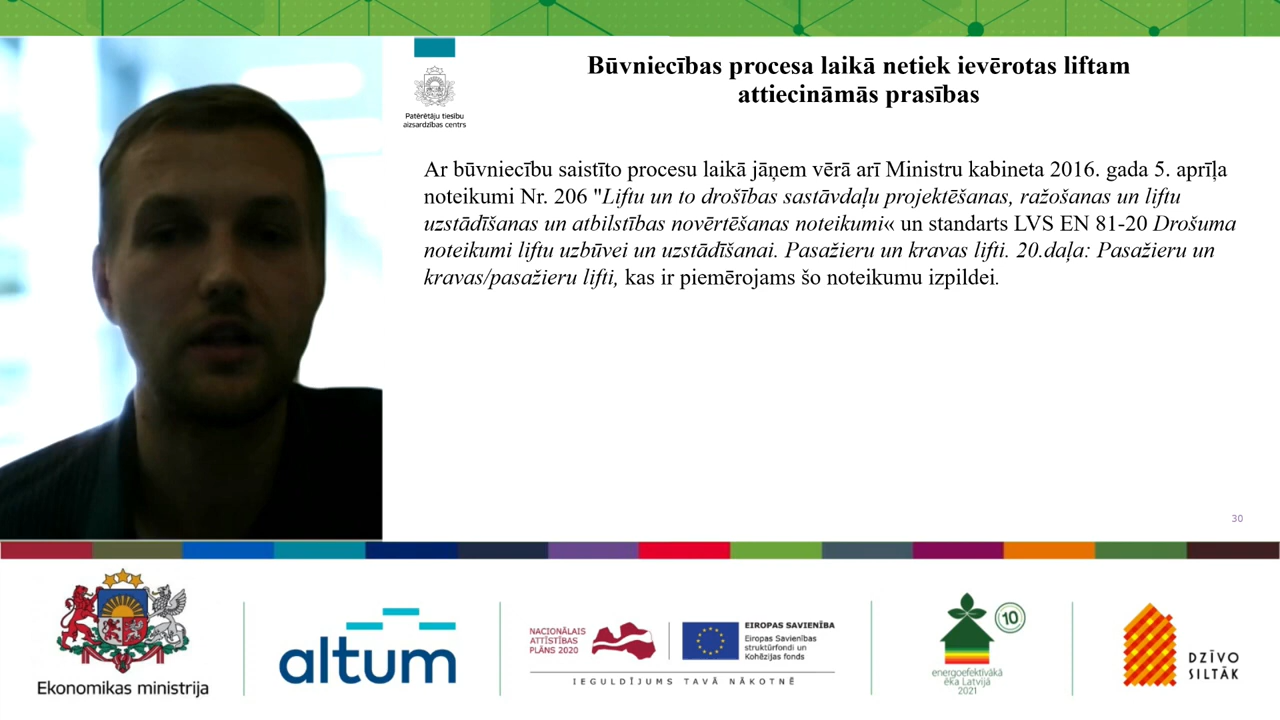 Būvniecības procesa laikā netiek ievērotas liftam
attiecināmās prasības
Patērētāju tiesību
aizsardzības centrs
Ar būvniecību saistīto procesu laikā jāņem vērā arī Ministru kabineta 2016. gada 5. aprīļa
noteikumi Nr. 206 "Liftu un to drošības sastāvdaļu projektēšanas, ražošanas un liftu
uzstādīšanas un atbilstības novērtēšanas noteikumi« un standarts LVS EN 81-20 Drošuma
noteikumi liftu uzbūvei un uzstādīšanai. Pasažieru un kravas lifti. 20.daļa: Pasažieru un
kravas/pasažieru lifti, kas ir piemērojams šo noteikumu izpildei.
30
Ekonomikas ministrija
altum
NACIONĀLAIS
ATTĪSTĪBAS
PLĀNS 2020
EIROPAS SAVIENĪBA
Eiropas Savienības
struktūrfondi un
Kohēzijas fonds
IEGULDĪJUMS TAVĀ NĀKOTNĒ
10
energoefektīvākā
ēka Latvijā
2021
DZĪVO
SILTĀK